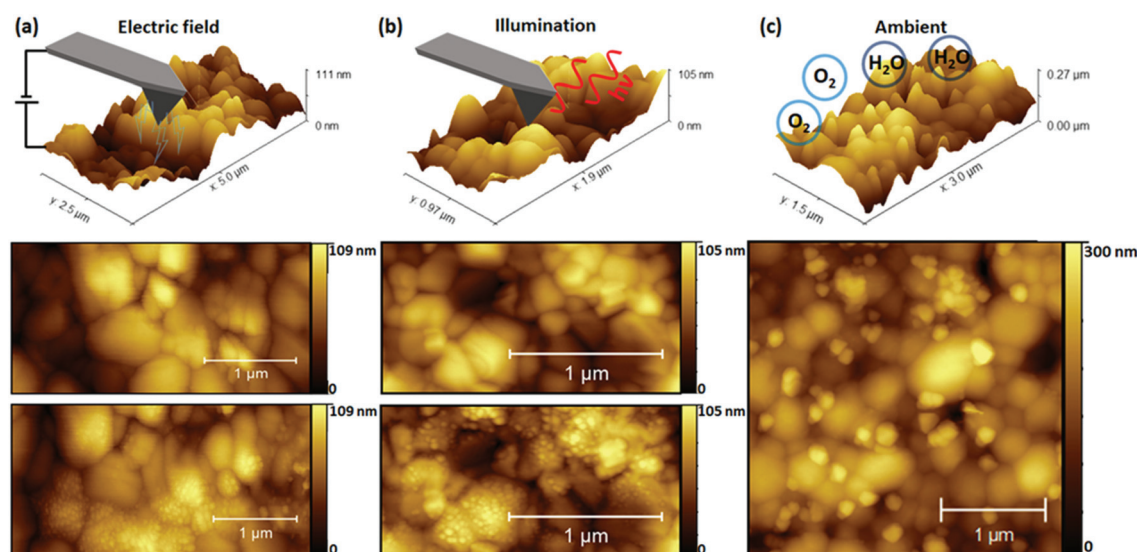 (a) Electric field
111 nm
0 nm
x: 5.0 µm
y: 2.5 µm
(b) Illumination
hν
105 nm
0 nm
x: 1.9 µm
y: 0.97 µm
(c) Ambient
O2
O2
H2O
H2O
0.27 µm
0.00 µm
x: 3.0 µm
y: 1.5 µm
109 nm
1 µm
0
105 nm
1 µm
0
300 nm
1 µm
0
109 nm
1 µm
0
105 nm
1 µm
0